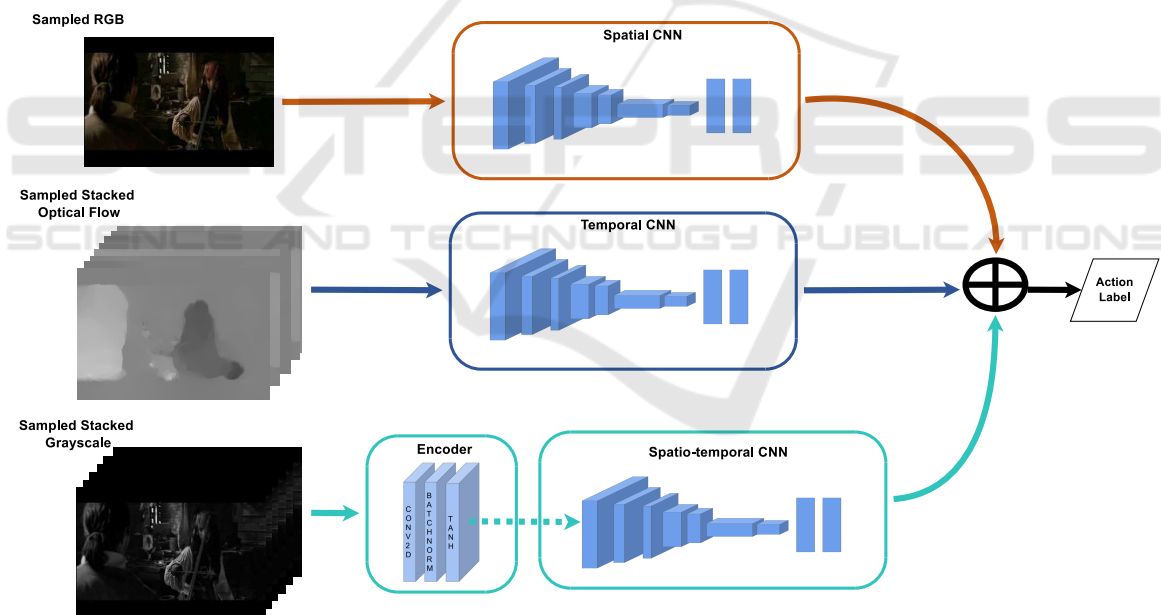 Sampled RGB
Spatial CNN
SCITEPRESS
Sampled Stacked
Optical Flow
Temporal CNN
SCIENCE AND TECHNOLOGY PUBLICATIONS
Action
Label
Sampled Stacked
Grayscale
Encoder
CONV2D
BATCHNORM
TANH
Spatio-temporal CNN